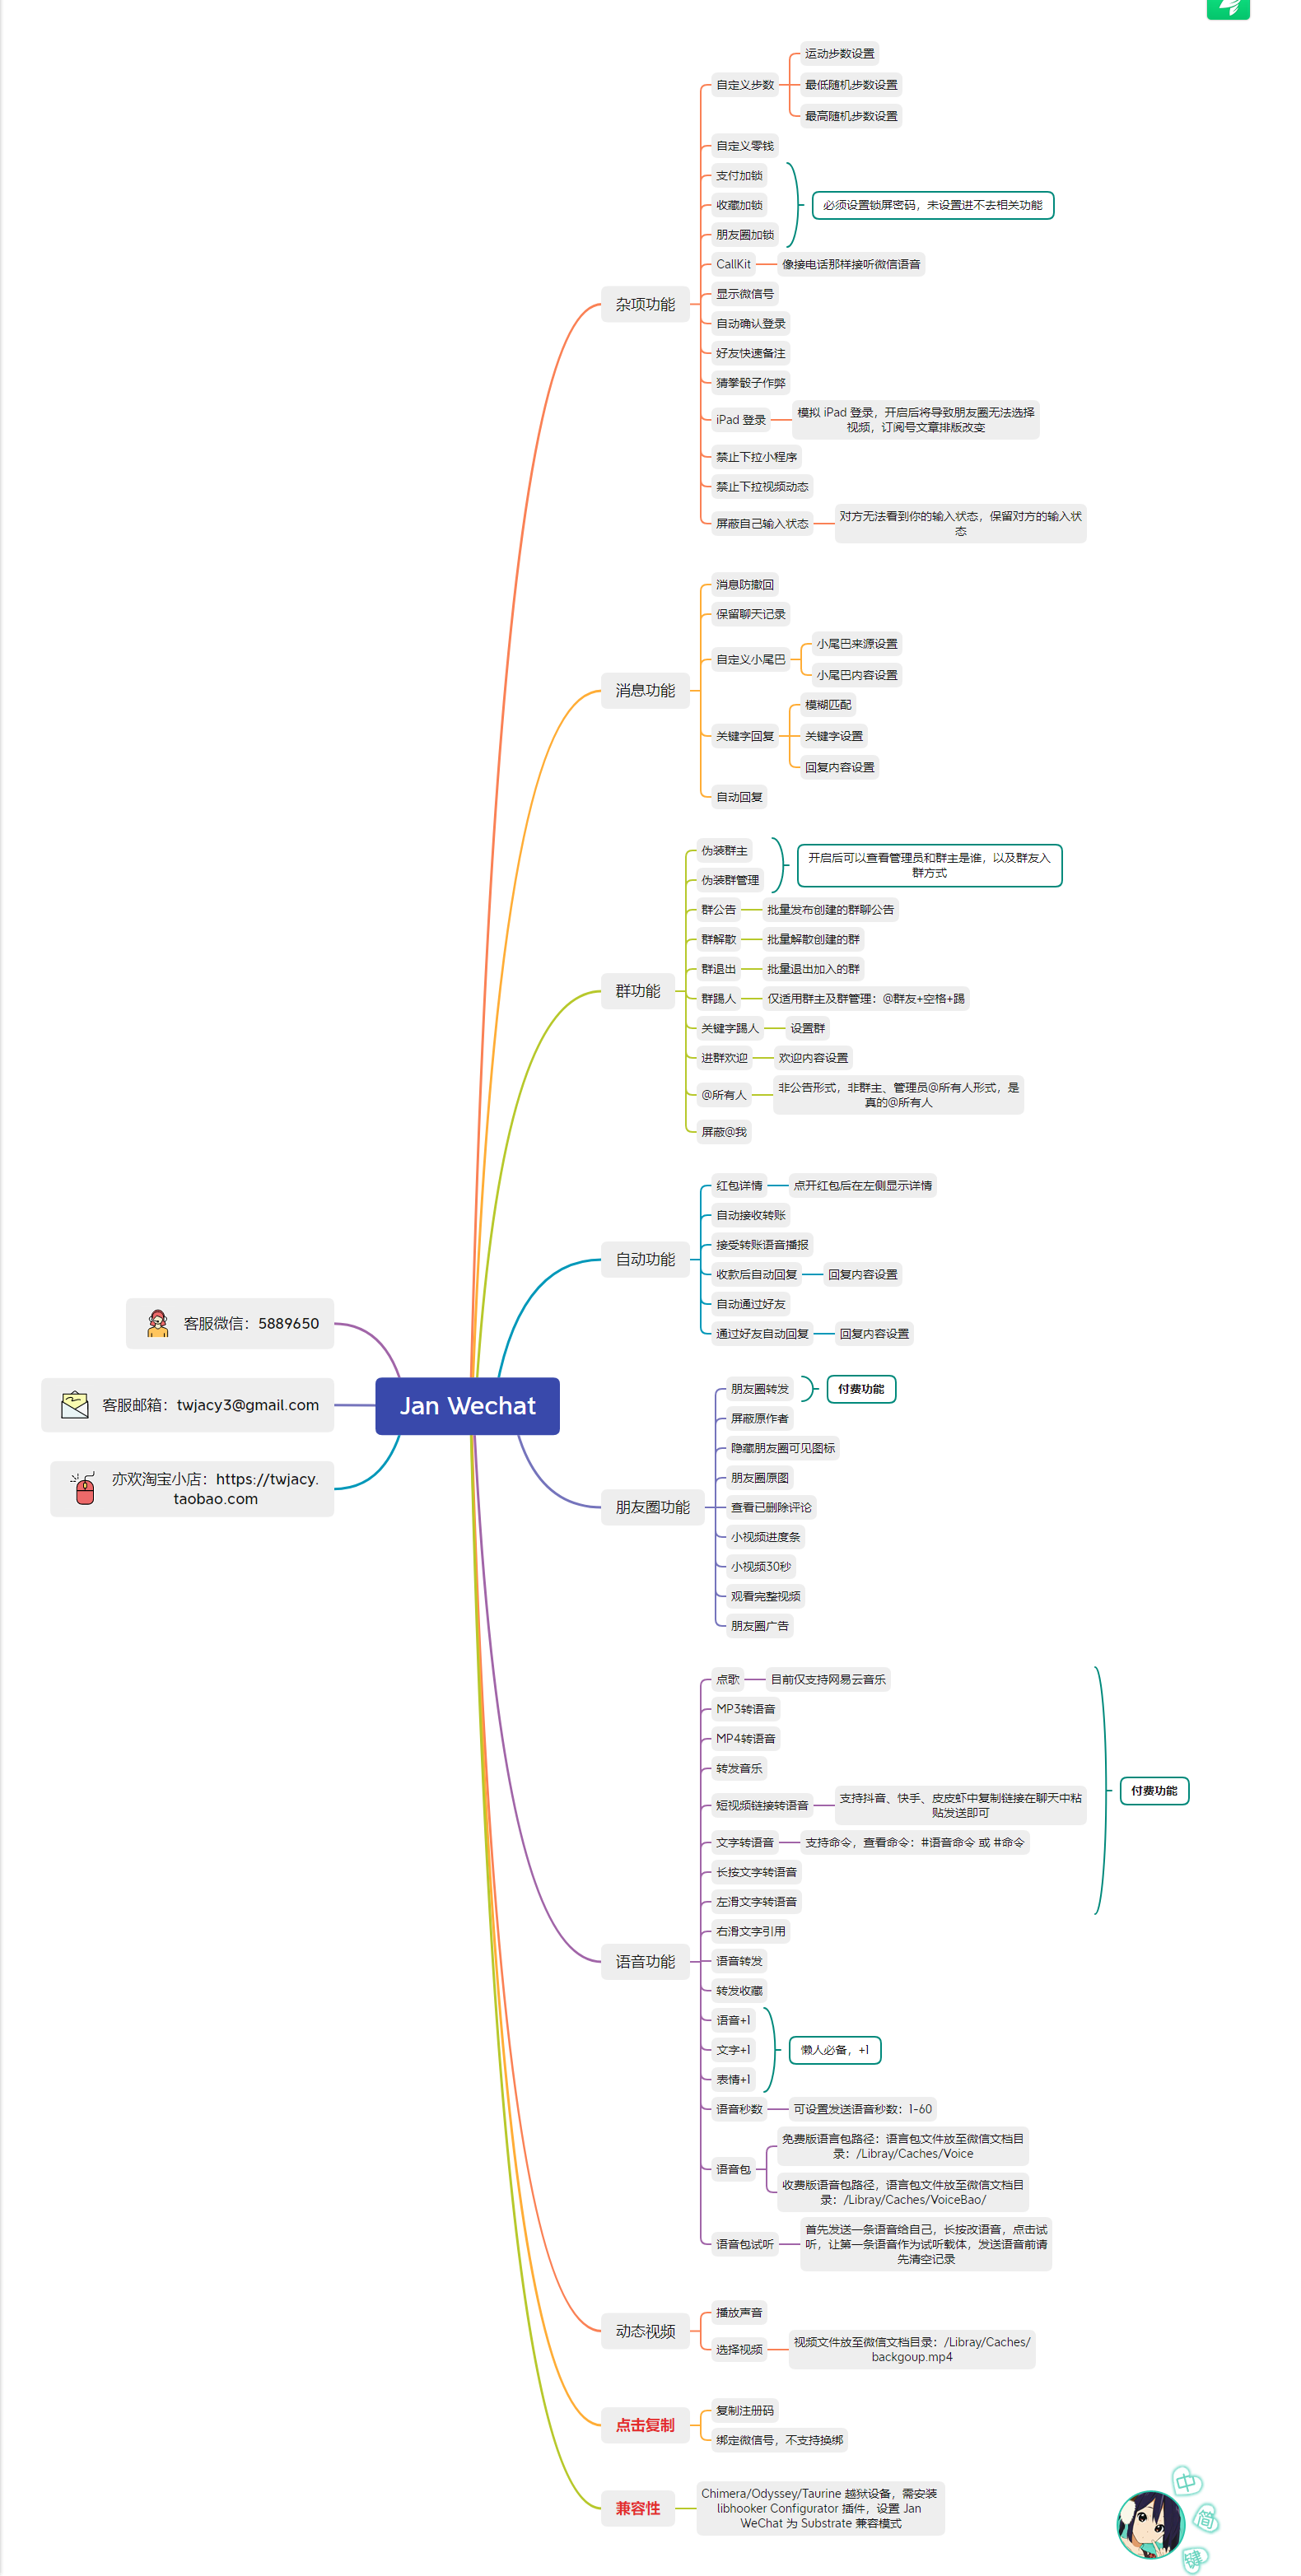 Jan Wechat
客服微信：5889650
客服邮箱：twjacy3@gmail.com
亦欢淘宝小店：https://twjacy.
taobao.com
杂项功能
自定义步数
运动步数设置
最低随机步数设置
最高随机步数设置
自定义零钱
支付加锁
收藏加锁
朋友圈加锁
必须设置锁屏密码，未设置进不去相关功能
CallKit
像接电话那样接听微信语音
显示微信号
自动确认登录
好友快速备注
猜拳骰子作弊
iPad 登录
模拟 iPad 登录，开启后将导致朋友圈无法选择
视频，订阅号文章排版改变
禁止下拉小程序
禁止下拉视频动态
屏蔽自己输入状态
对方无法看到你的输入状态，保留对方的输入状
态
消息功能
消息防撤回
保留聊天记录
自定义小尾巴
小尾巴来源设置
小尾巴内容设置
关键字回复
模糊匹配
关键字设置
回复内容设置
自动回复
群功能
伪装群主
伪装群管理
开启后可以查看管理员和群主是谁，以及群友入
群方式
群公告
批量发布创建的群聊公告
群解散
批量解散创建的群
群退出
批量退出加入的群
群踢人
仅适用群主及群管理：@群友+空格+踢
关键字踢人
设置群
进群欢迎
欢迎内容设置
@所有人
非公告形式，非群主、管理员@所有人形式，是
真的@所有人
屏蔽@我
自动功能
红包详情
点开红包后在左侧显示详情
自动接收转账
接受转账语音播报
收款后自动回复
回复内容设置
自动通过好友
通过好友自动回复
回复内容设置
朋友圈功能
朋友圈转发
付费功能
屏蔽原作者
隐藏朋友圈可见图标
朋友圈原图
查看已删除评论
小视频进度条
小视频30秒
观看完整视频
朋友圈广告
语音功能
点歌
目前仅支持网易云音乐
MP3转语音
MP4转语音
转发音乐
短视频链接转语音
支持抖音、快手、皮皮虾中复制链接在聊天中粘
贴发送即可
文字转语音
支持命令，查看命令：#语音命令 或 #命令
长按文字转语音
左滑文字转语音
付费功能
右滑文字引用
语音转发
转发收藏
语音+1
文字+1
表情+1
懒人必备，+1
语音秒数
可设置发送语音秒数：1-60
语音包
免费版语言包路径：语言包文件放至微信文档目
录：/Libray/Caches/Voice
收费版语音包路径，语言包文件放至微信文档目
录：/Libray/Caches/VoiceBao/
语音包试听
首先发送一条语音给自己，长按改语音，点击试
听，让第一条语音作为试听载体，发送语音前请
先清空记录
动态视频
播放声音
选择视频
视频文件放至微信文档目录：/Libray/Caches/
backgoup.mp4
点击复制
复制注册码
绑定微信号，不支持换绑
兼容性
Chimera/Odyssey/Taurine 越狱设备，需安装
libhooker Configurator 插件，设置 Jan
WeChat 为 Substrate 兼容模式
中
简
键